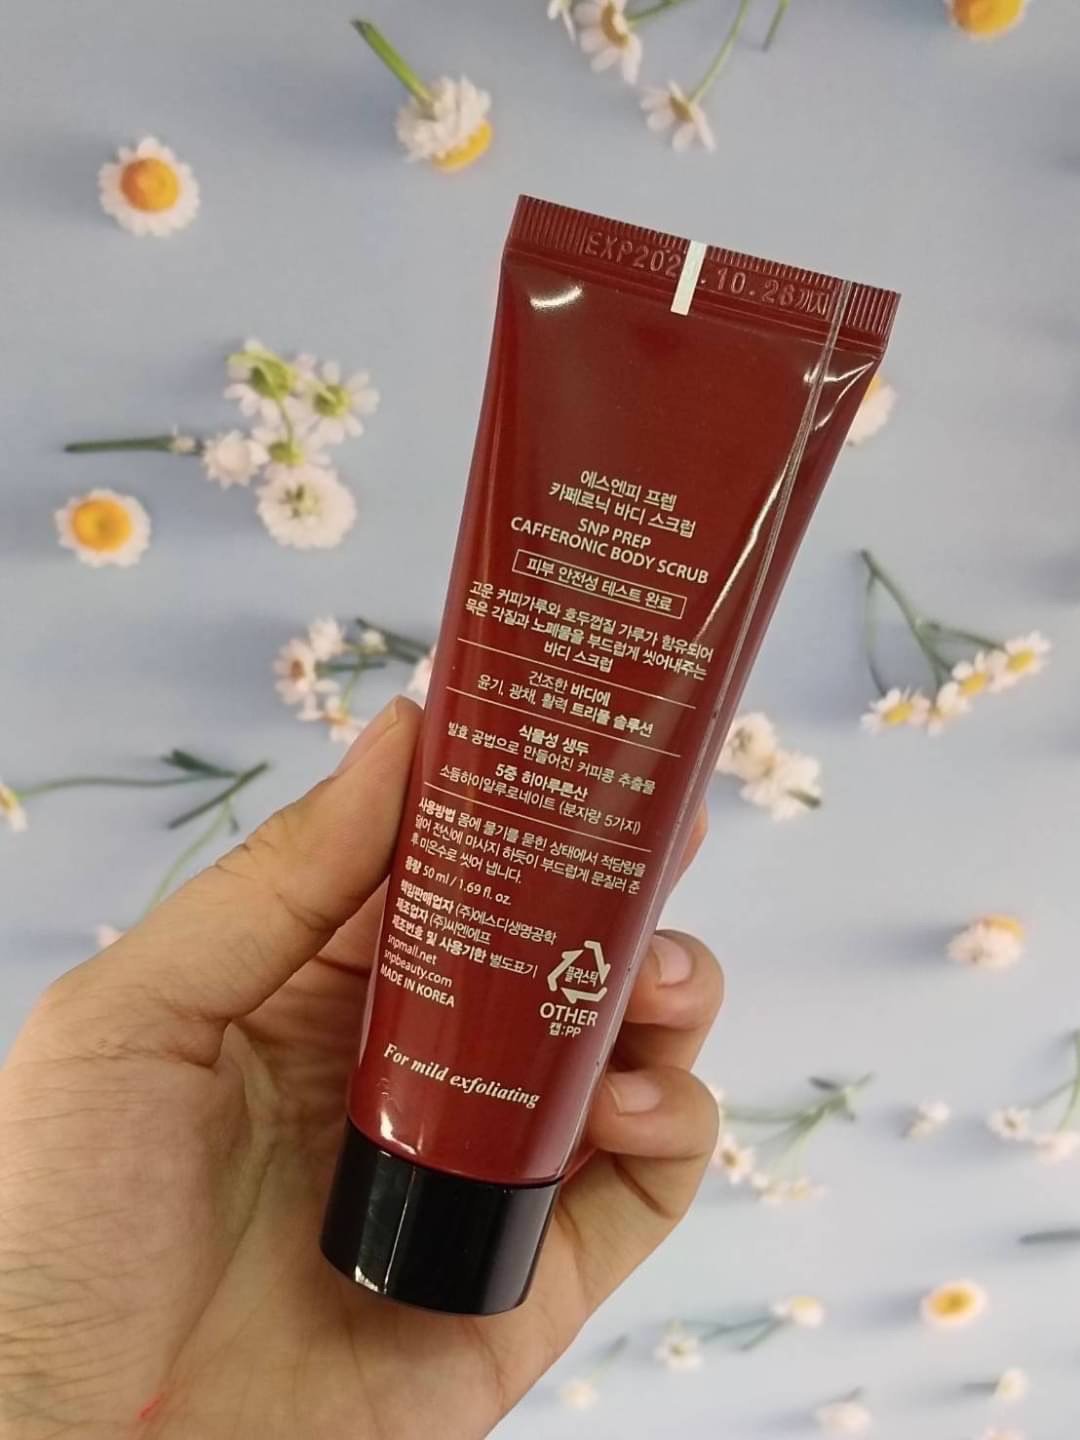 .10.26까지
에스엔피 프렙
카페로닉 바디 스크럽
SNP PREP
CAFFERONIC BODY SCRUB
피부 안전성 테스트 완료
고운 커피가루와 호두껍질 가루가 함유되어
묵은 각질과 노폐물을 부드럽게 씻어내주는
바디 스크럽
건조한 바디에
윤기, 광채, 활력 트리플 솔루션
식물성 생두
발효 공법으로 만들어진 커피콩 추출물
5중 히아루론산
소듐하이알루로네이트 (분자량 5가지)
사용방법 몸에 물기를 묻힌 상태에서 적당량을
덜어 전신에 마사지 하듯이 부드럽게 문질러 준
후 미온수로 씻어 냅니다.
용량 50 ml / 1.69 fl. oz.
책임판매업자 (주)에스디생명공학
제조업자 (주)씨엔에프
제조번호 및 사용기한 별도표기
snpmall.net
snpbeauty.com
MADE IN KOREA
플라스틱
OTHER
캡:PP
For mild exfoliating